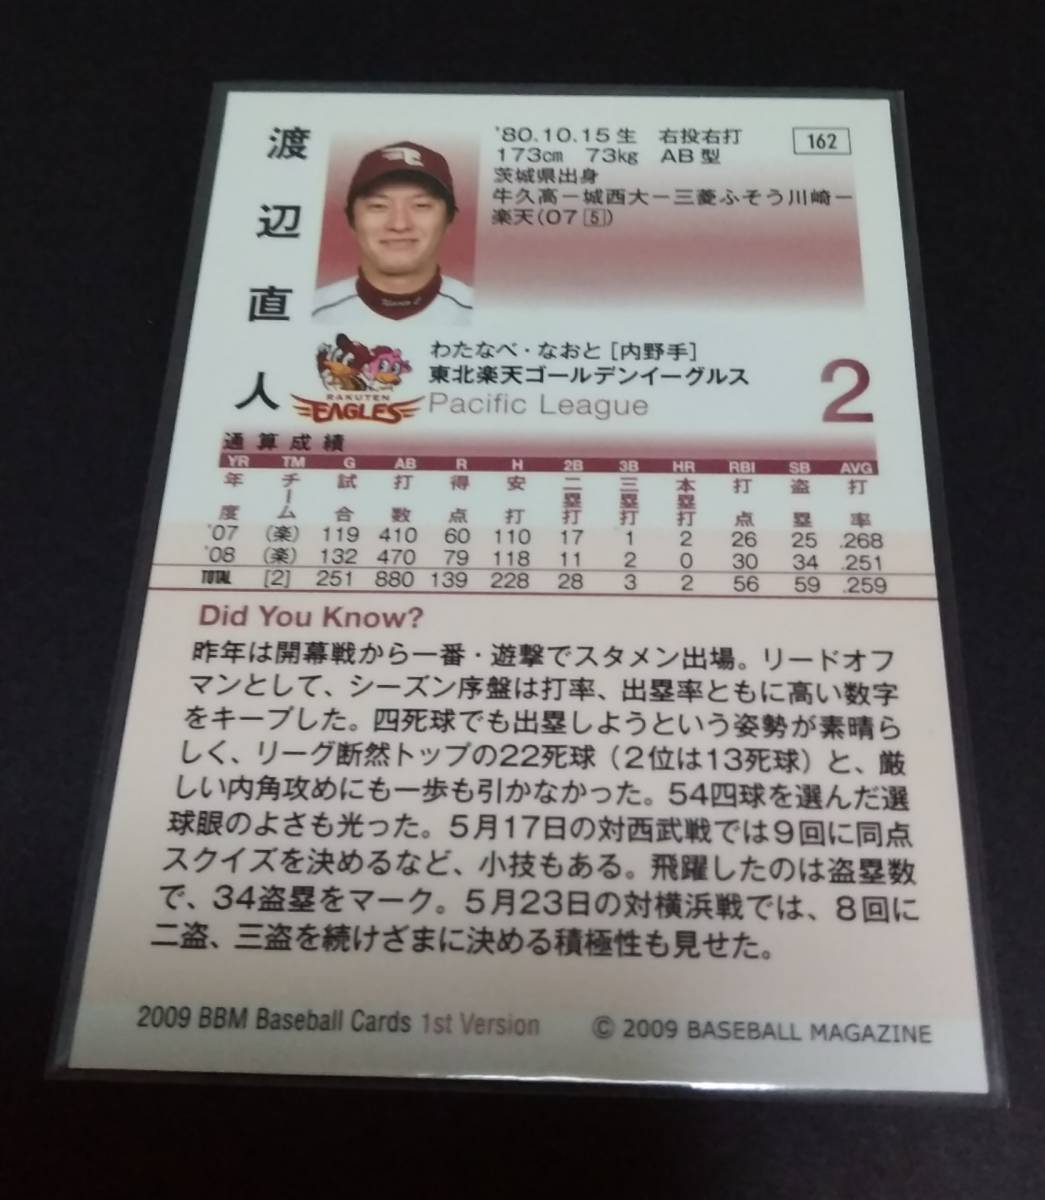 渡辺直人
'80.10.15生 右投右打
162
173cm 73kg AB型
茨城県出身
牛久高－城西大－三菱ふそう川崎－
楽天(07 5)
わたなべ・なおと [内野手]
東北楽天ゴールデンイーグルス
Pacific League
2
RAKUTEN
EAGLES
通算成績
YR TM G AB R H 2B 3B HR RBI SB AVG
年度 チーム 試合 打数 得点 安打 二塁打 三塁打 本塁打 打点 盗塁 打率
'07 (楽) 119 410 60 110 17 1 2 26 25 .268
'08 (楽) 132 470 79 118 11 2 0 30 34 .251
TOTAL [2] 251 880 139 228 28 3 2 56 59 .259
Did You Know?
昨年は開幕戦から一番・遊撃でスタメン出場。リードオフ
マンとして、シーズン序盤は打率、出塁率ともに高い数字
をキープした。四死球でも出塁しようという姿勢が素晴ら
しく、リーグ断然トップの22死球（2位は13死球）と、厳
しい内角攻めにも一歩も引かなかった。54四球を選んだ選
球眼のよさも光った。5月17日の対西武戦では9回に同点
スクイズを決めるなど、小技もある。飛躍したのは盗塁数
で、34盗塁をマーク。5月23日の対横浜戦では、8回に
二盗、三盗を続けざまに決める積極性も見せた。
2009 BBM Baseball Cards 1st Version
© 2009 BASEBALL MAGAZINE